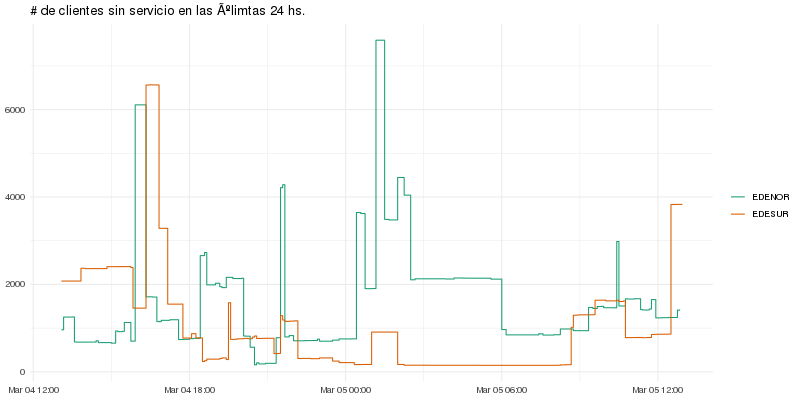 # de clientes sin servicio en las Ãºlimtas 24 hs.
6000
4000
2000
0
EDENOR
EDESUR
Mar 04 12:00
Mar 04 18:00
Mar 05 00:00
Mar 05 06:00
Mar 05 12:00